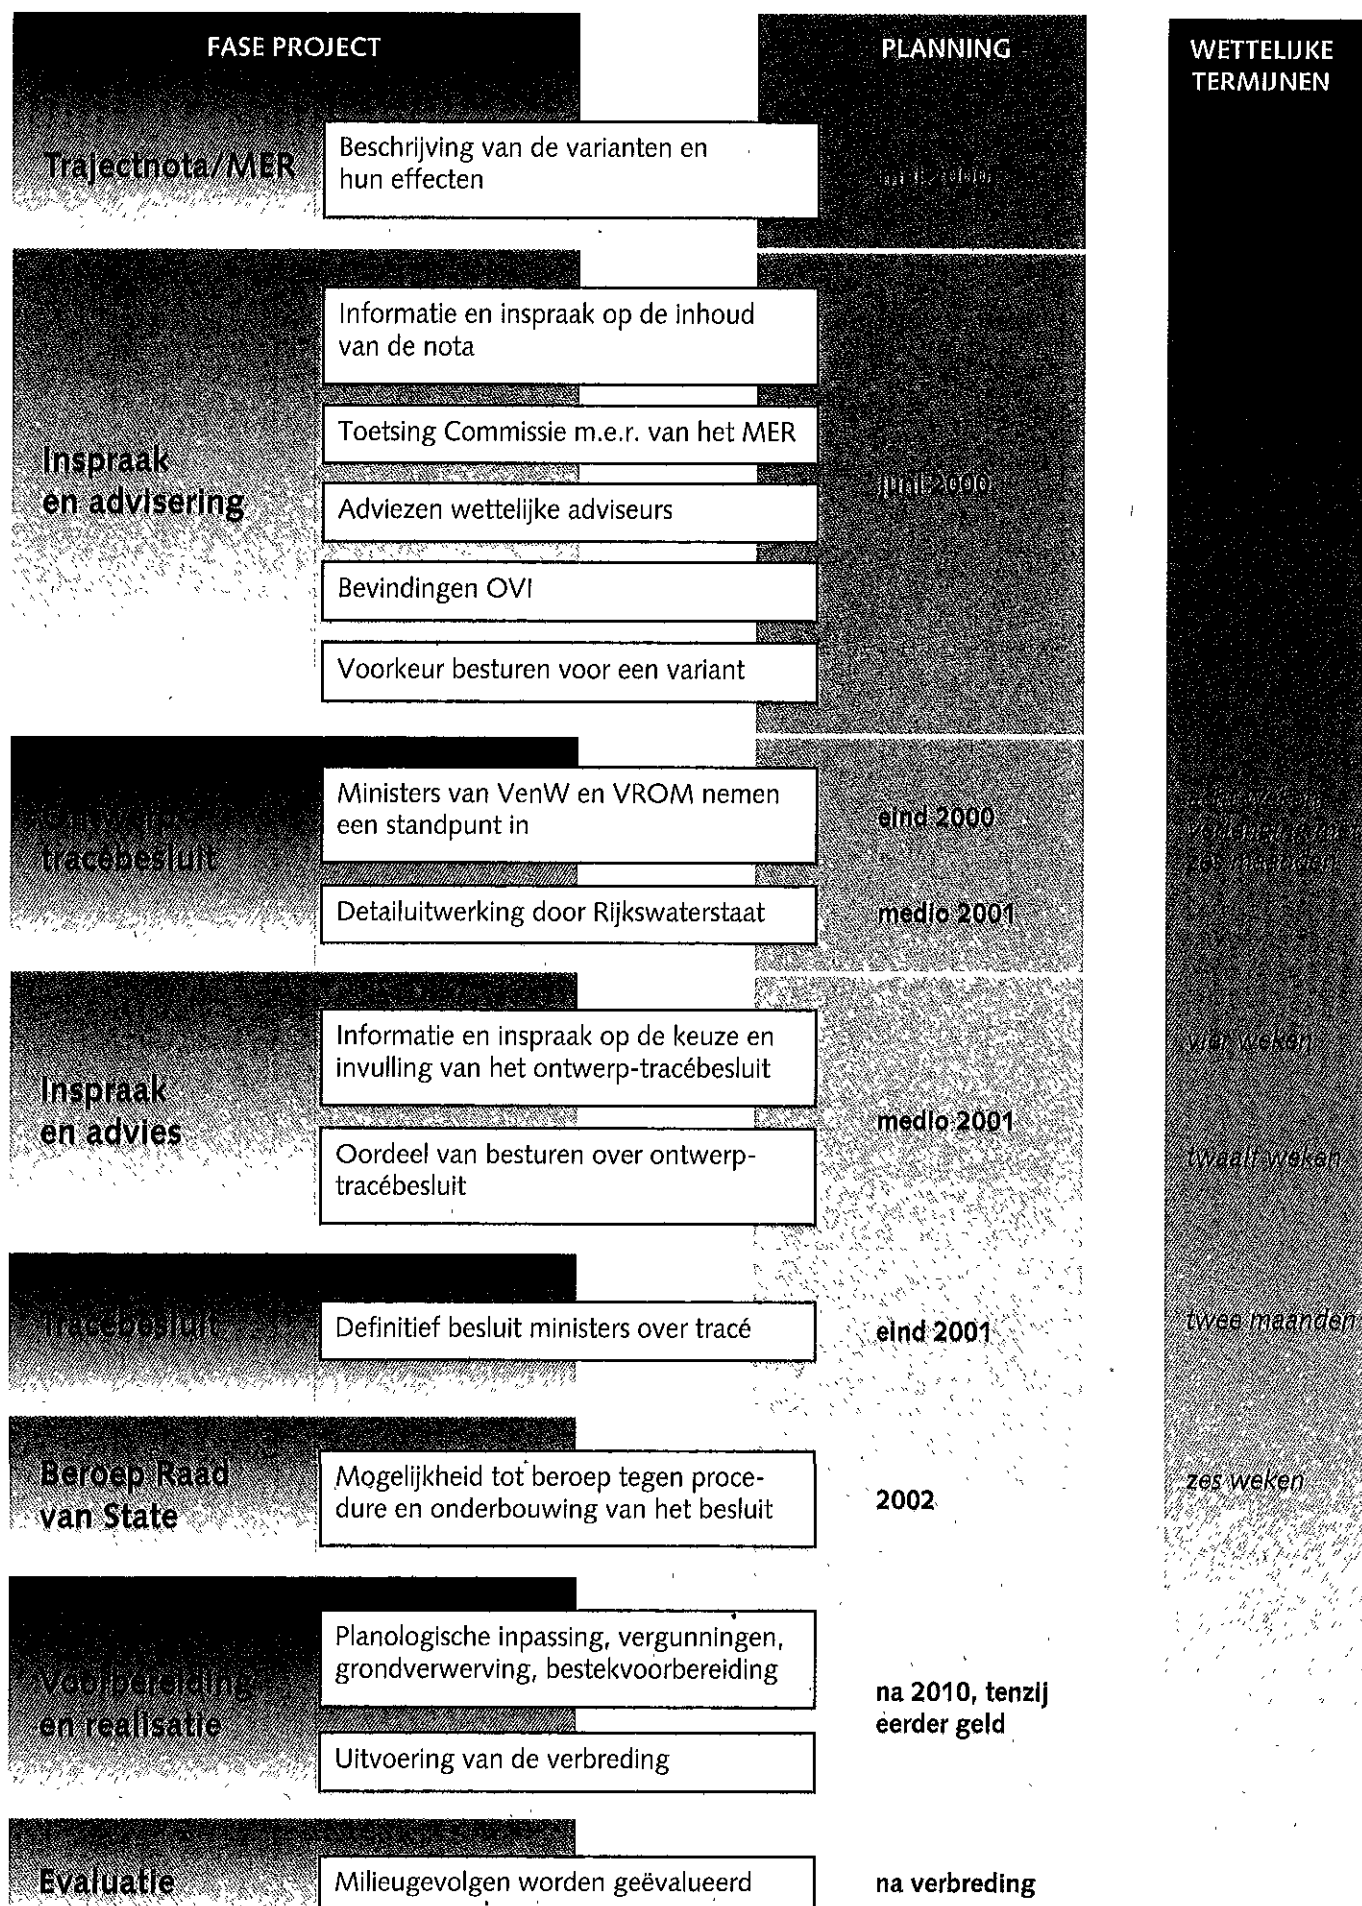 FASE PROJECT
PLANNING
WETTELIJKE
TERMIJNEN
Trajectnota/MER
Beschrijving van de varianten en
hun effecten
2000
Inspraak
en advisering
Informatie en inspraak op de inhoud
van de nota
Toetsing Commissie m.e.r. van het MER
Adviezen wettelijke adviseurs
Bevindingen OVI
Voorkeur besturen voor een variant
juni 2000
Ontwerp-
tracébesluit
Ministers van VenW en VROM nemen
een standpunt in
eind 2000
verlenging
zes maanden
Detailuitwerking door Rijkswaterstaat
medio 2001
Inspraak
en advies
Informatie en inspraak op de keuze en
invulling van het ontwerp-tracébesluit
vier weken
Oordeel van besturen over ontwerp-
tracébesluit
medio 2001
twaalf weken
Tracébesluit
Definitief besluit ministers over tracé
eind 2001
twee maanden
Beroep Raad
van State
Mogelijkheid tot beroep tegen proce-
dure en onderbouwing van het besluit
2002
zes weken
Voorbereiding
en realisatie
Planologische inpassing, vergunningen,
grondverwerving, bestekvoorbereiding
Uitvoering van de verbreding
na 2010, tenzij
eerder geld
Evaluatie
Milieugevolgen worden geëvalueerd
na verbreding